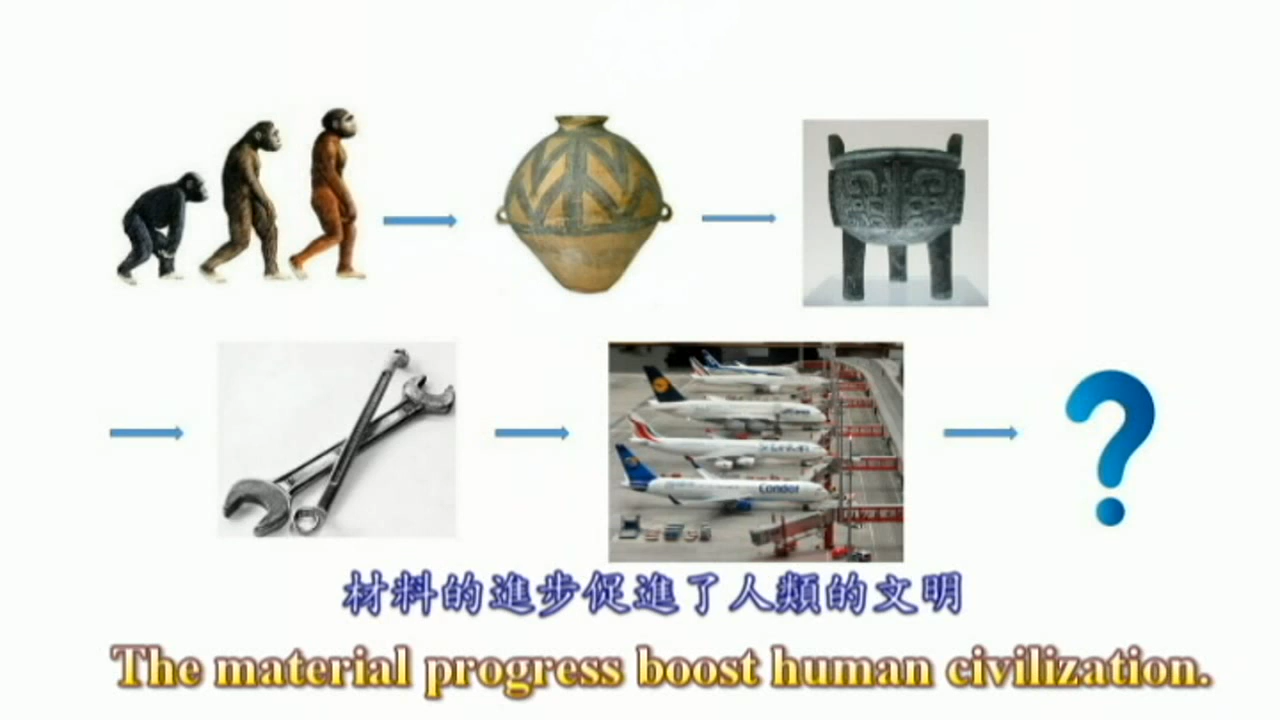 Condor
材料的進步促進了人類的文明
The material progress boost human civilization.